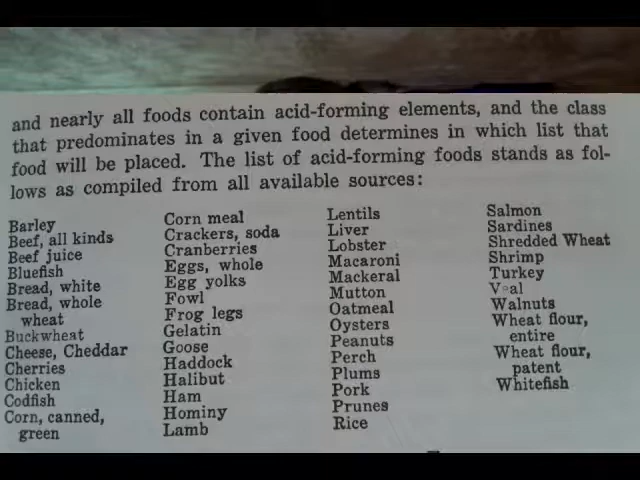 and nearly all foods contain acid-forming elements, and the class
that predominates in a given food determines in which list that
food will be placed. The list of acid-forming foods stands as fol-
lows as compiled from all available sources:
Barley
Beef, all kinds
Beef juice
Bluefish
Bread, white
Bread, whole
wheat
Buckwheat
Cheese, Cheddar
Cherries
Chicken
Codfish
Corn, canned,
green
Corn meal
Crackers, soda
Cranberries
Eggs, whole
Egg yolks
Fowl
Frog legs
Gelatin
Goose
Haddock
Halibut
Ham
Hominy
Lamb
Lentils
Liver
Lobster
Macaroni
Mackeral
Mutton
Oatmeal
Oysters
Peanuts
Perch
Plums
Pork
Prunes
Rice
Salmon
Sardines
Shredded Wheat
Shrimp
Turkey
Veal
Walnuts
Wheat flour,
entire
Wheat flour,
patent
Whitefish